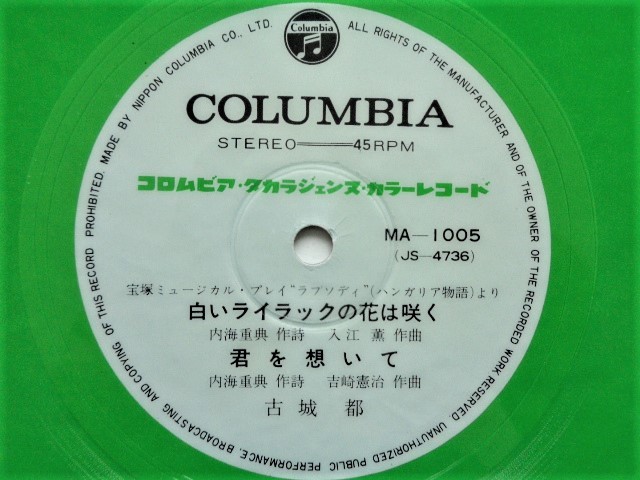 Columbia
COLUMBIA
STEREO 45RPM
コロムビア・タカラジェンヌ・カラーレコード
MA-1005
(JS-4736)
宝塚ミュージカル・プレイ“ラプソディ”(ハンガリア物語)より
白いライラックの花は咲く
内海重典 作詩 入江 薫 作曲
君を想いて
内海重典 作詩 吉崎憲治 作曲
古城 都
MADE BY NIPPON COLUMBIA CO., LTD. ALL RIGHTS OF THE MANUFACTURER AND OF THE OWNER OF THE RECORDED WORK RESERVED. UNAUTHORIZED PUBLIC PERFORMANCE, BROADCASTING AND COPYING OF THIS RECORD PROHIBITED.